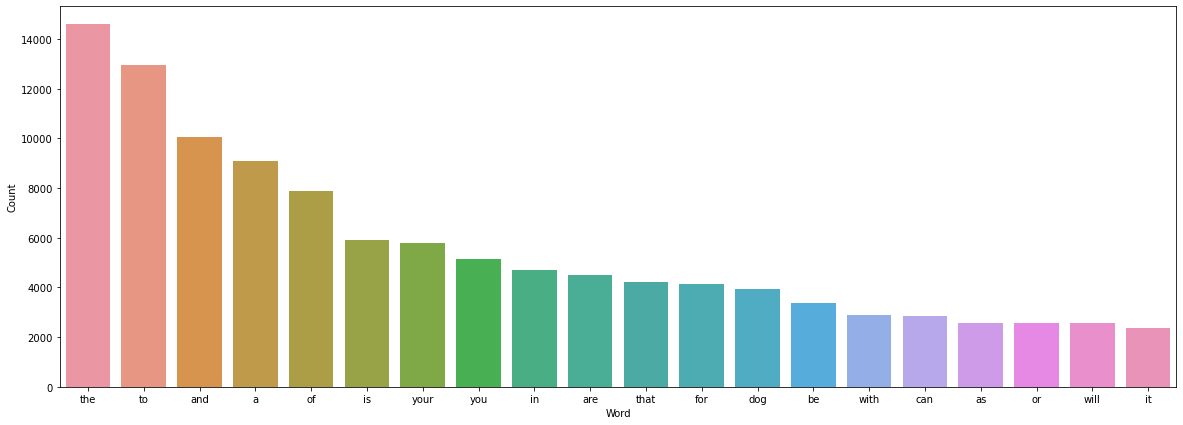 14000
12000
10000
8000
6000
4000
2000
0
Count
the to and a of is your you in are that for dog be with can as or will it
Word